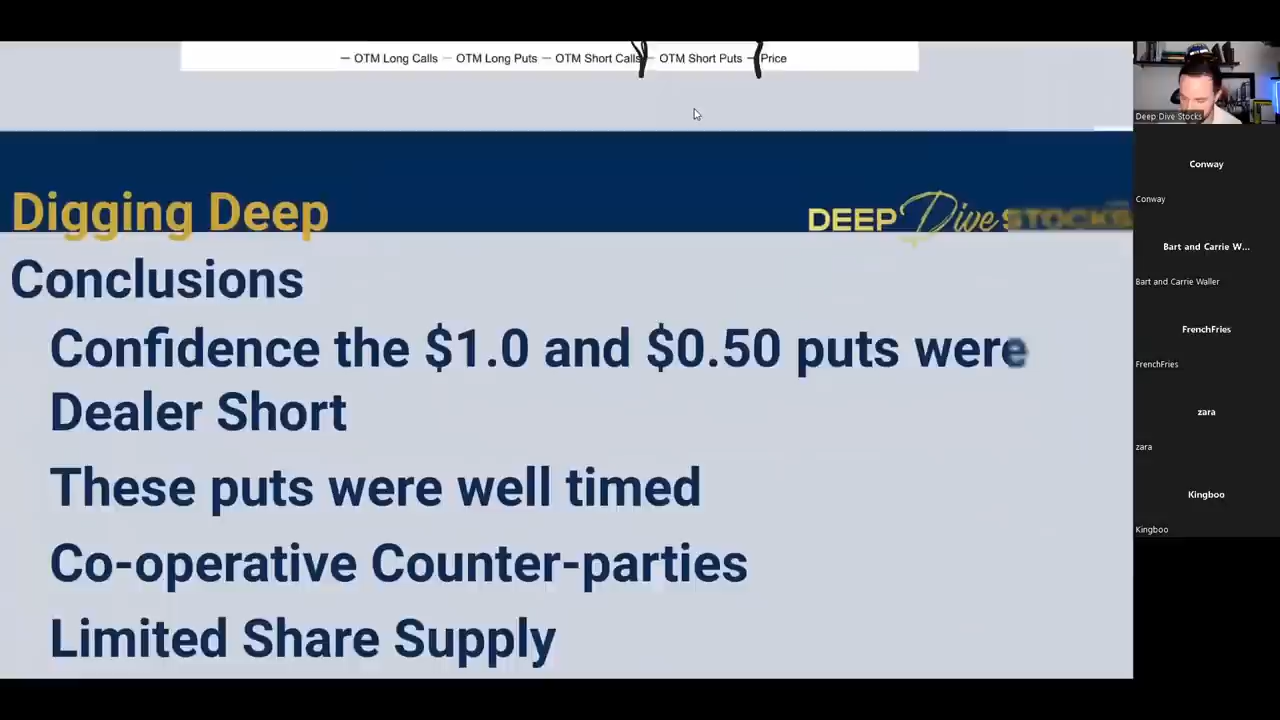 — OTM Long Calls — OTM Long Puts — OTM Short Calls — OTM Short Puts — Price
Digging Deep
DEEP Dive STOCKS
Conclusions
Confidence the $1.0 and $0.50 puts were
Dealer Short
These puts were well timed
Co-operative Counter-parties
Limited Share Supply
Deep Dive Stocks
Conway
Conway
Bart and Carrie W...
Bart and Carrie Waller
FrenchFries
FrenchFries
zara
zara
Kingboo
Kingboo